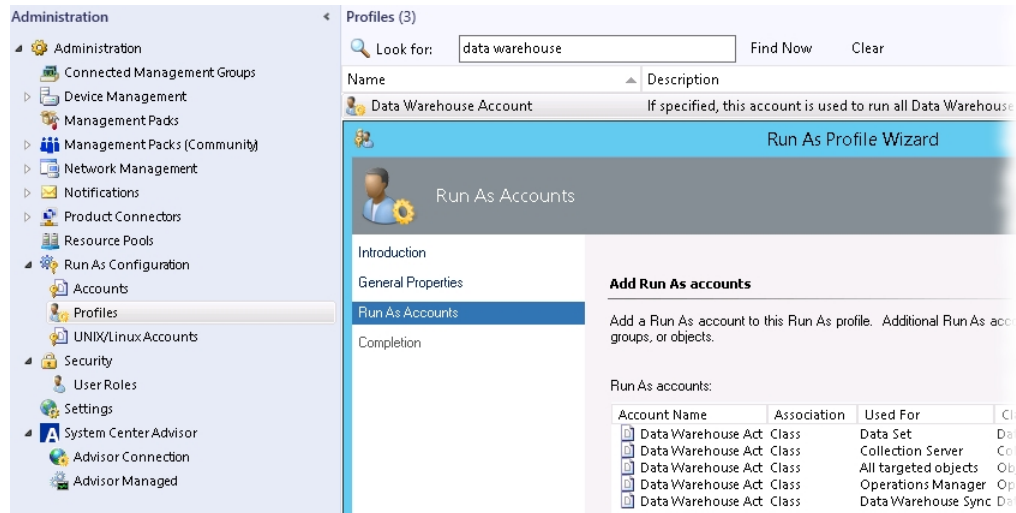 Administration
Administration
Connected Management Groups
Device Management
Management Packs
Management Packs (Community)
Network Management
Notifications
Product Connectors
Resource Pools
Run As Configuration
Accounts
Profiles
UNIX/Linux Accounts
Security
User Roles
Settings
System Center Advisor
Advisor Connection
Advisor Managed
Profiles (3)
Look for: data warehouse Find Now Clear
Name Description
Data Warehouse Account If specified, this account is used to run all Data Warehouse
Run As Profile Wizard
Run As Accounts
Introduction
General Properties
Run As Accounts
Completion
Add Run As accounts
Add a Run As account to this Run As profile. Additional Run As
groups, or objects.
Run As accounts:
Account Name Association Used For
Data Warehouse Act Class Data Set
Data Warehouse Act Class Collection Server
Data Warehouse Act Class All targeted objects
Data Warehouse Act Class Operations Manager
Data Warehouse Act Class Data Warehouse Sync